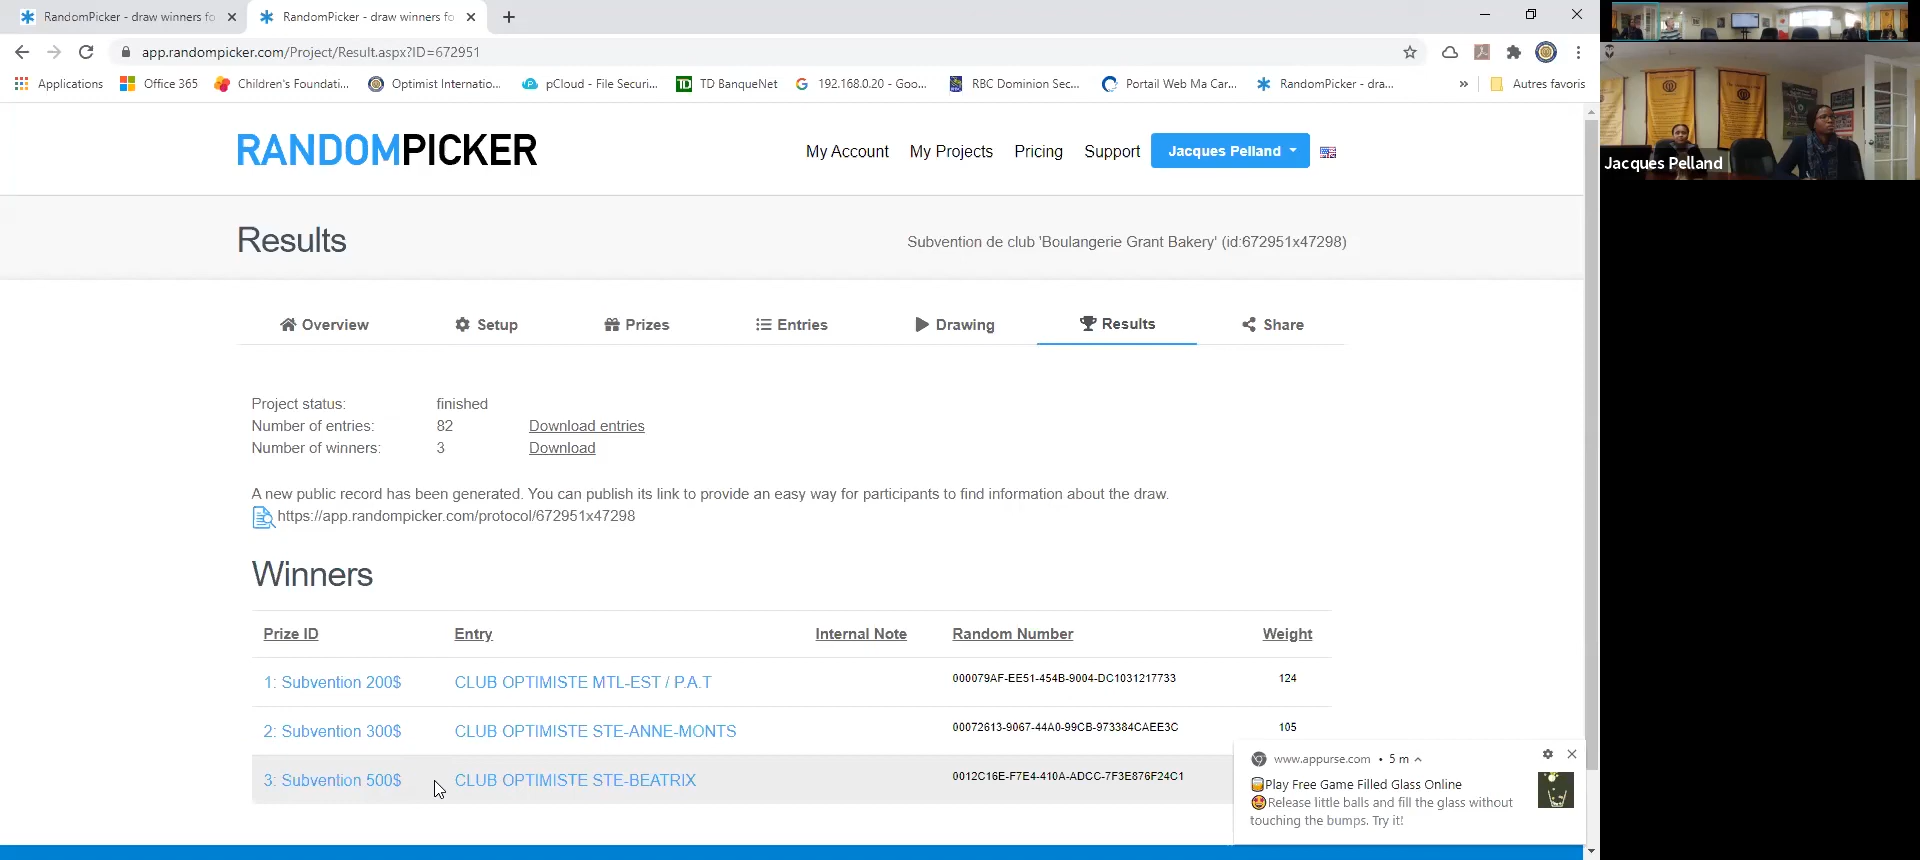 RandomPicker - draw winners fo
RandomPicker - draw winners fo
app.randompicker.com/Project/Result.aspx?ID=672951
Applications
Office 365
Children's Foundati...
Optimist Internatio...
pCloud - File Securi...
TD BanqueNet
192.168.0.20 - Goo...
RBC Dominion Sec...
Portail Web Ma Car...
RandomPicker - dra...
»
Autres favoris
RANDOMPICKER
My Account
My Projects
Pricing
Support
Jacques Pelland
Jacques Pelland
Results
Subvention de club 'Boulangerie Grant Bakery' (id:672951x47298)
Overview
Setup
Prizes
Entries
Drawing
Results
Share
Project status: finished
Number of entries: 82 Download entries
Number of winners: 3 Download
A new public record has been generated. You can publish its link to provide an easy way for participants to find information about the draw.
https://app.randompicker.com/protocol/672951x47298
Winners
Prize ID Entry Internal Note Random Number Weight
1: Subvention 200$ CLUB OPTIMISTE MTL-EST / P.A.T 000079AF-EE51-454B-9004-DC1031217733 124
2: Subvention 300$ CLUB OPTIMISTE STE-ANNE-MONTS 00072613-9067-44A0-99CB-973384CAEE3C 105
3: Subvention 500$ CLUB OPTIMISTE STE-BEATRIX 0012C16E-F7E4-410A-ADCC-7F3E876F24C1
www.appurse.com • 5 m
Play Free Game Filled Glass Online
Release little balls and fill the glass without
touching the bumps. Try it!